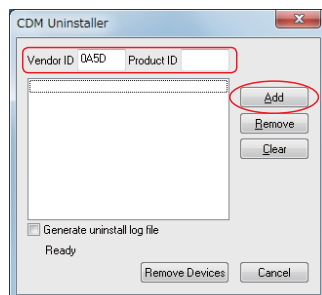 CDM Uninstaller
Vendor ID 0A5D Product ID
Add
Remove
Clear
Generate uninstall log file
Ready
Remove Devices Cancel